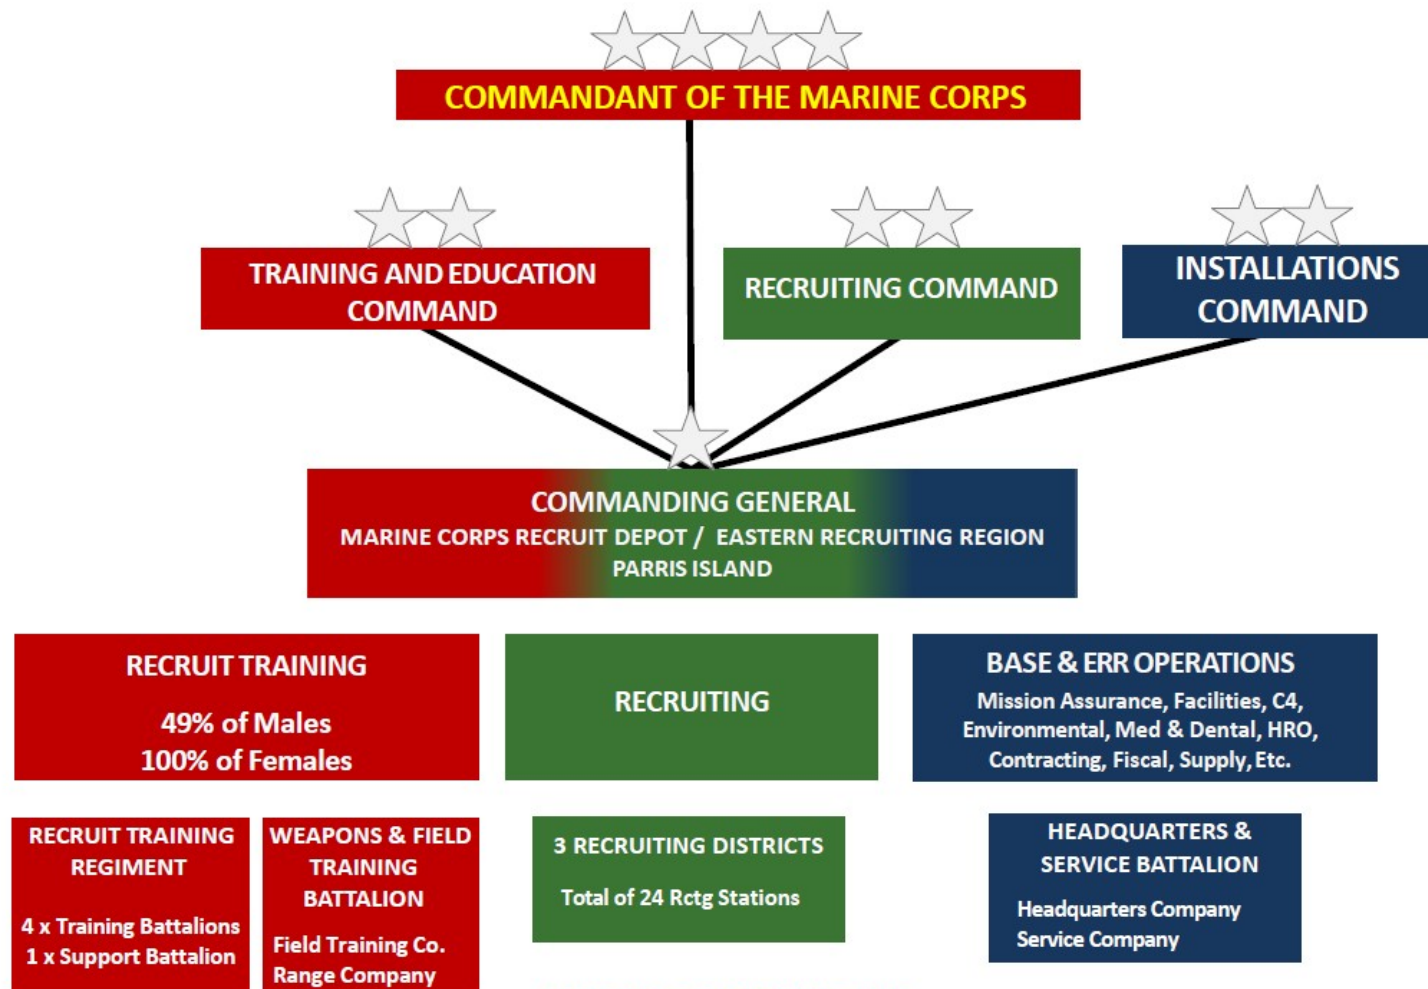 COMMANDANT OF THE MARINE CORPS
TRAINING AND EDUCATION
COMMAND
RECRUITING COMMAND
INSTALLATIONS
COMMAND
COMMANDING GENERAL
MARINE CORPS RECRUIT DEPOT / EASTERN RECRUITING REGION
PARRIS ISLAND
RECRUIT TRAINING
49% of Males
100% of Females
RECRUITING
BASE & ERR OPERATIONS
Mission Assurance, Facilities, C4,
Environmental, Med & Dental, HRO,
Contracting, Fiscal, Supply, Etc.
RECRUIT TRAINING
REGIMENT
4 x Training Battalions
1 x Support Battalion
WEAPONS & FIELD
TRAINING
BATTALION
Field Training Co.
Range Company
3 RECRUITING DISTRICTS
Total of 24 Rctg Stations
HEADQUARTERS &
SERVICE BATTALION
Headquarters Company
Service Company